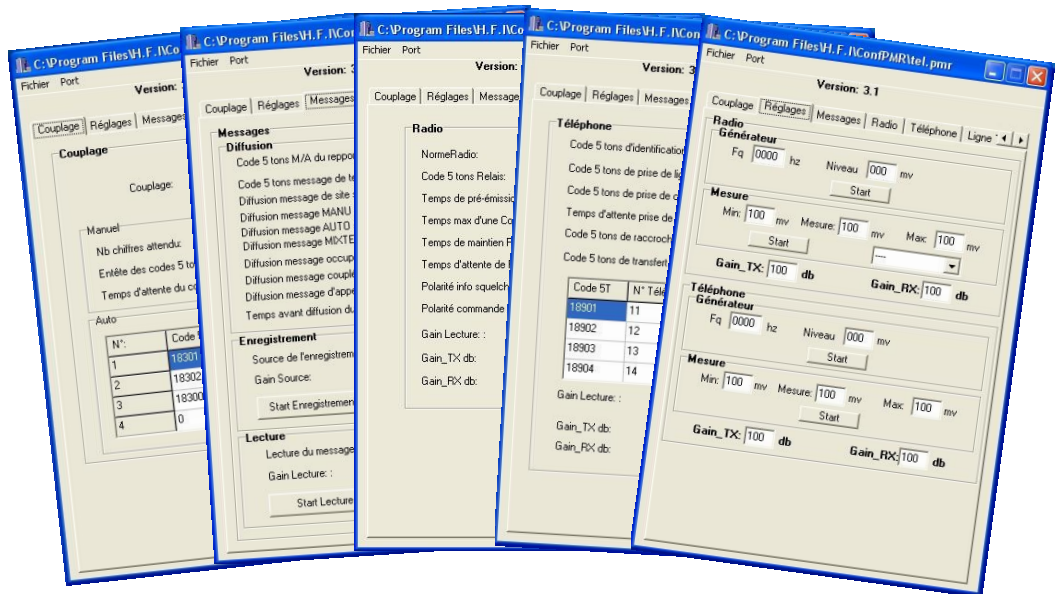 C:\Program Files\H.F.I\Co
Fichier Port
Version:
Couplage Réglages Messages
Couplage
Couplage:
Manuel
Nb chiffres attendu:
Entête des codes 5 to
Temps d'attente du co
Auto
N°: Code
1 18301
2 18302
3 18300
4 0
C:\Program Files\H.F.I\Co
Fichier Port
Version: 3
Couplage Réglages Messages
Messages
Diffusion
Code 5 tons M/A du reppo
Code 5 tons message de te
Diffusion message de site
Diffusion message MANU
Diffusion message AUTO
Diffusion message MIXTE
Diffusion message occup
Diffusion message couple
Diffusion message d'appe
Temps avant diffusion du
Enregistrement
Source de l'enregistrem
Gain Source:
Start Enregistremen
Lecture
Lecture du message
Gain Lecture: :
Start Lecture
C:\Program Files\H.F.I\Co
Fichier Port
Version:
Couplage Réglages Message
Radio
NormeRadio:
Code 5 tons Relais:
Temps de pré-émissio
Temps max d'une Co
Temps de maintien
Temps d'attente de
Polarité info squelch
Polarité commande
Gain Lecture: :
Gain_TX db:
Gain_RX db:
C:\Program Files\H.F.I\Con
Fichier Port
Version: 3
Couplage Réglages Messages
Téléphone
Code 5 tons d'identification
Code 5 tons de prise de lig
Code 5 tons de prise de
Temps d'attente prise de
Code 5 tons de raccroch
Code 5 tons de transfert
Code 5T N° Télé
18901 11
18902 12
18903 13
18904 14
Gain Lecture: :
Gain_TX db:
Gain_RX db:
C:\Program Files\H.F.I\ConfPMR\tel.pmr
Fichier Port
Version: 3.1
Couplage Réglages Messages Radio Téléphone Ligne
Radio
Générateur
Fq 0000 hz Niveau 000 mv
Start
Mesure
Min: 100 mv Mesure: 100 mv Max: 100 mv
Start ----
Gain_TX: 100 db Gain_RX: 100 db
Téléphone
Générateur
Fq 0000 hz Niveau 000 mv
Start
Mesure
Min: 100 mv Mesure: 100 mv Max: 100 mv
Start
Gain_TX: 100 db Gain_RX: 100 db